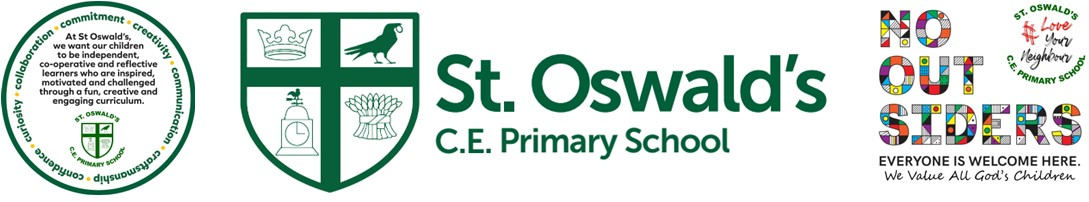 collaboration • commitment • creativity • communication • craftsmanship • confidence • curiosity •
At St Oswald's,
we want our children
to be independent,
co-operative and reflective
learners who are inspired,
motivated and challenged
through a fun, creative and
engaging curriculum.
ST. OSWALD'S
C.E. PRIMARY SCHOOL
St. Oswald's
C.E. Primary School
NO
OUT
SIDERS
ST. OSWALD'S
# Love
Your
Neighbour
C.E. PRIMARY SCHOOL
EVERYONE IS WELCOME HERE.
We Value All God's Children